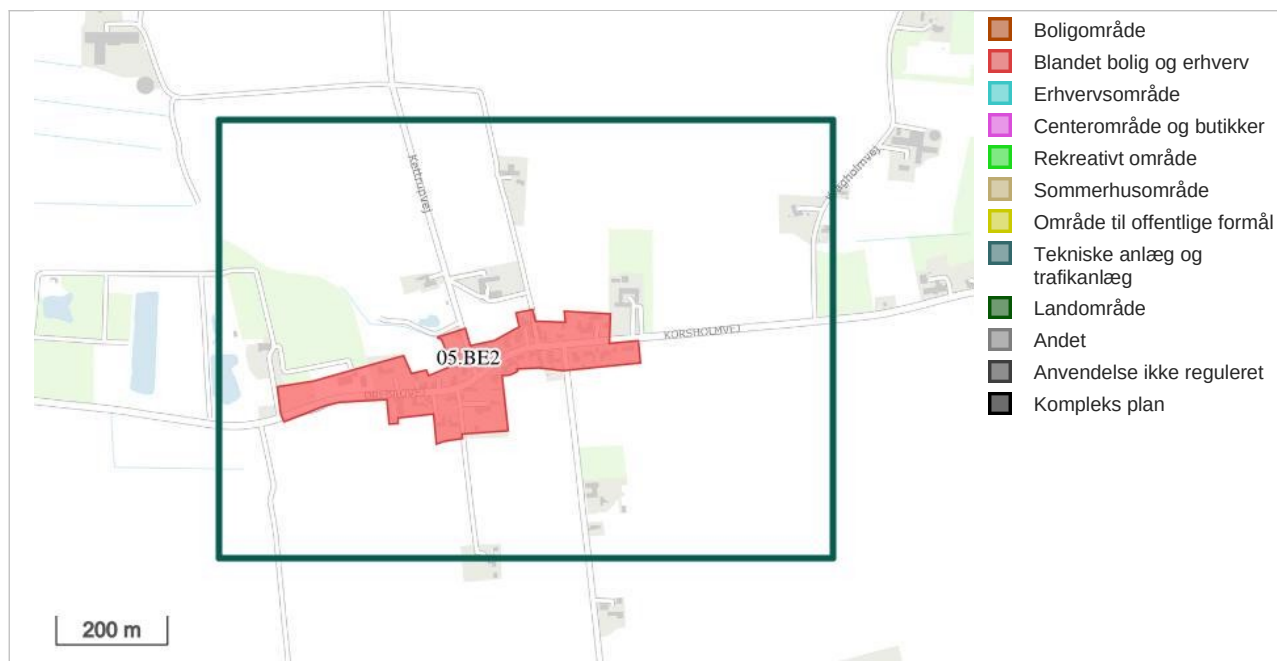 Boligområde
Blandet bolig og erhverv
Erhvervsområde
Centerområde og butikker
Rekreativt område
Sommerhusområde
Område til offentlige formål
Tekniske anlæg og
trafikanlæg
Landområde
Andet
Anvendelse ikke reguleret
Kompleks plan
Kattrupvej
KORSHOLMVEJ
05.BE2
200 m